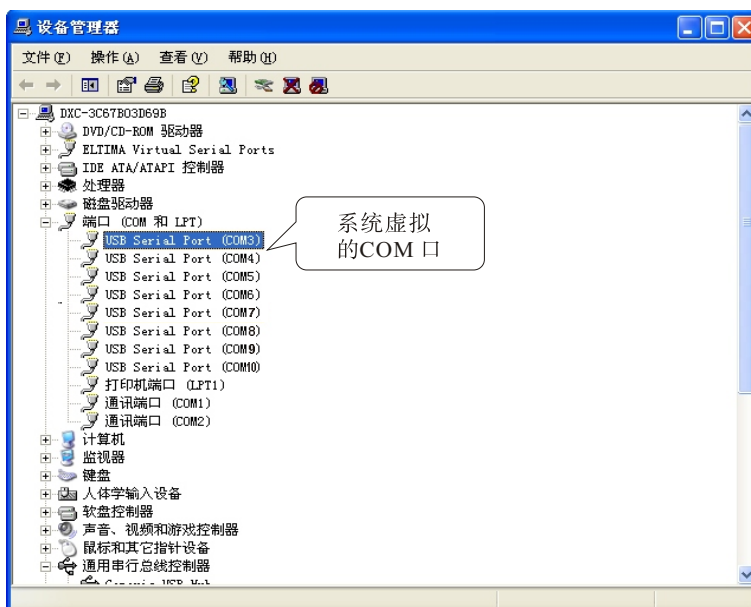 设备管理器
文件(F) 操作(A) 查看(V) 帮助(H)
DXC-3C67B03D69B
DVD/CD-ROM 驱动器
ELTIMA Virtual Serial Ports
IDE ATA/ATAPI 控制器
处理器
磁盘驱动器
端口 (COM 和 LPT)
USB Serial Port (COM3)
USB Serial Port (COM4)
USB Serial Port (COM5)
USB Serial Port (COM6)
USB Serial Port (COM7)
USB Serial Port (COM8)
USB Serial Port (COM9)
USB Serial Port (COM10)
打印机端口 (LPT1)
通讯端口 (COM1)
通讯端口 (COM2)
系统虚拟
的COM 口
计算机
监视器
键盘
人体学输入设备
软盘控制器
声音、视频和游戏控制器
鼠标和其它指针设备
通用串行总线控制器
Generic USB Hub